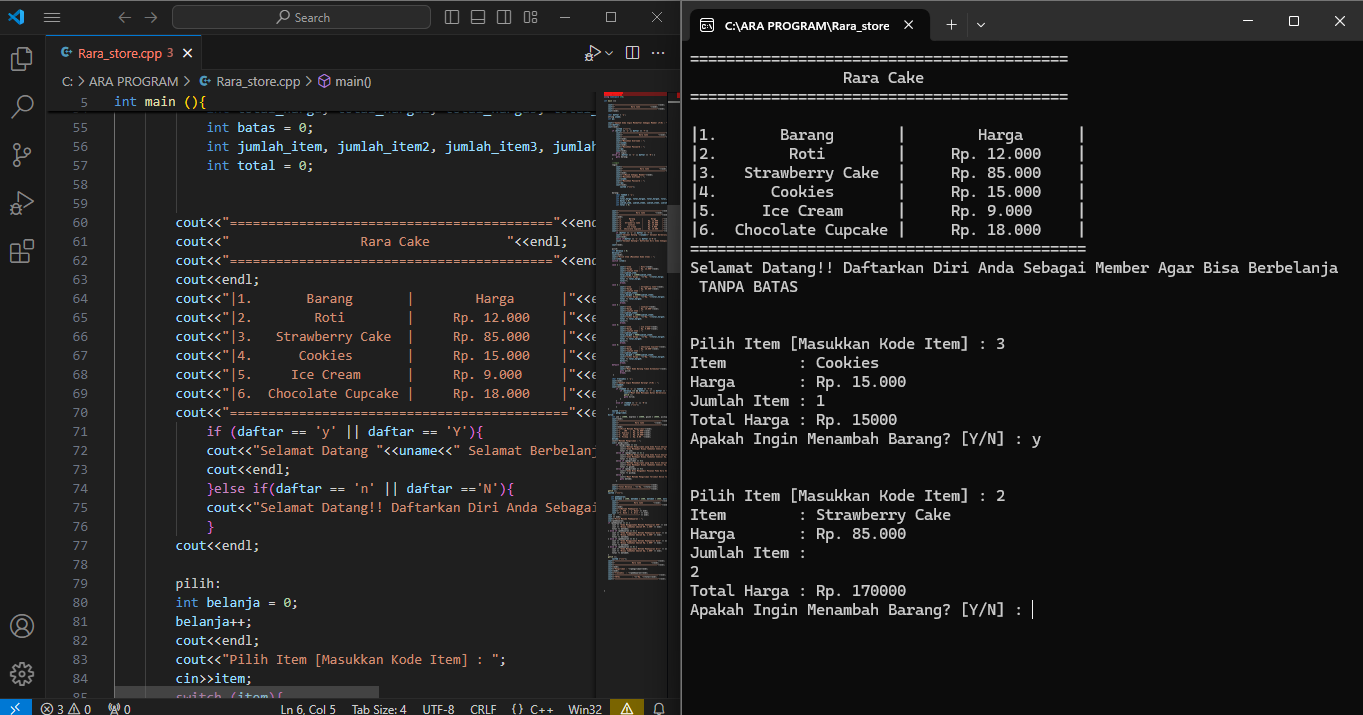 Search
Rara_store.cpp 3
C: > ARA PROGRAM > Rara_store.cpp > main()
5 int main (){
55 int batas = 0;
56 int jumlah_item, jumlah_item2, jumlah_item3, jumlah
57 int total = 0;
58
59
60 cout<<"=========================================="<<end
61 cout<<" Rara Cake "<<endl;
62 cout<<"=========================================="<<end
63 cout<<endl;
64 cout<<"|1. Barang | Harga |"<<e
65 cout<<"|2. Roti | Rp. 12.000 |"<<e
66 cout<<"|3. Strawberry Cake | Rp. 85.000 |"<<e
67 cout<<"|4. Cookies | Rp. 15.000 |"<<e
68 cout<<"|5. Ice Cream | Rp. 9.000 |"<<e
69 cout<<"|6. Chocolate Cupcake | Rp. 18.000 |"<<e
70 cout<<"============================================"<<e
71 if (daftar == 'y' || daftar == 'Y'){
72 cout<<"Selamat Datang "<<uname<<" Selamat Berbelanj
73 cout<<endl;
74 }else if(daftar == 'n' || daftar =='N'){
75 cout<<"Selamat Datang!! Daftarkan Diri Anda Sebagai
76 }
77 cout<<endl;
78
79 pilih:
80 int belanja = 0;
81 belanja++;
82 cout<<endl;
83 cout<<"Pilih Item [Masukkan Kode Item] : ";
84 cin>>item;
85 switch (item){
3 0 0 Ln 6, Col 5 Tab Size: 4 UTF-8 CRLF {} C++ Win32
C:\ARA PROGRAM\Rara_store
==========================================
Rara Cake
==========================================
|1. Barang | Harga |
|2. Roti | Rp. 12.000 |
|3. Strawberry Cake | Rp. 85.000 |
|4. Cookies | Rp. 15.000 |
|5. Ice Cream | Rp. 9.000 |
|6. Chocolate Cupcake | Rp. 18.000 |
============================================
Selamat Datang!! Daftarkan Diri Anda Sebagai Member Agar Bisa Berbelanja
TANPA BATAS
Pilih Item [Masukkan Kode Item] : 3
Item : Cookies
Harga : Rp. 15.000
Jumlah Item : 1
Total Harga : Rp. 15000
Apakah Ingin Menambah Barang? [Y/N] : y
Pilih Item [Masukkan Kode Item] : 2
Item : Strawberry Cake
Harga : Rp. 85.000
Jumlah Item :
2
Total Harga : Rp. 170000
Apakah Ingin Menambah Barang? [Y/N] :